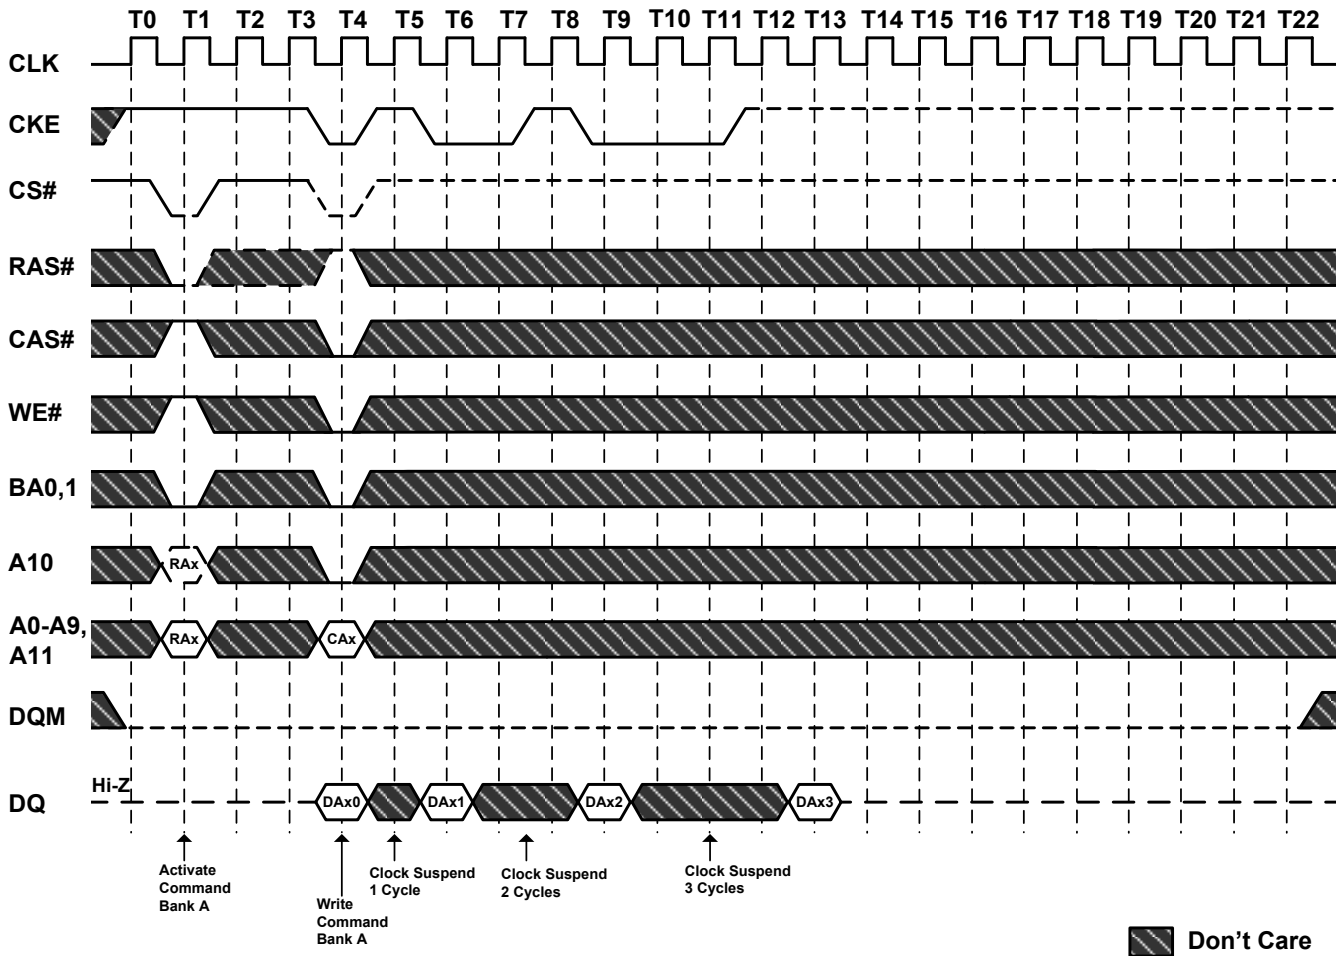 T0 T1 T2 T3 T4 T5 T6 T7 T8 T9 T10 T11 T12 T13 T14 T15 T16 T17 T18 T19 T20 T21 T22
CLK
CKE
CS#
RAS#
CAS#
WE#
BA0,1
A10
RAx
A0-A9,
A11
RAx
CAx
DQM
DQ
Hi-Z
DAx0
DAx1
DAx2
DAx3
Activate
Command
Bank A
Write
Command
Bank A
Clock Suspend
1 Cycle
Clock Suspend
2 Cycles
Clock Suspend
3 Cycles
Don't Care